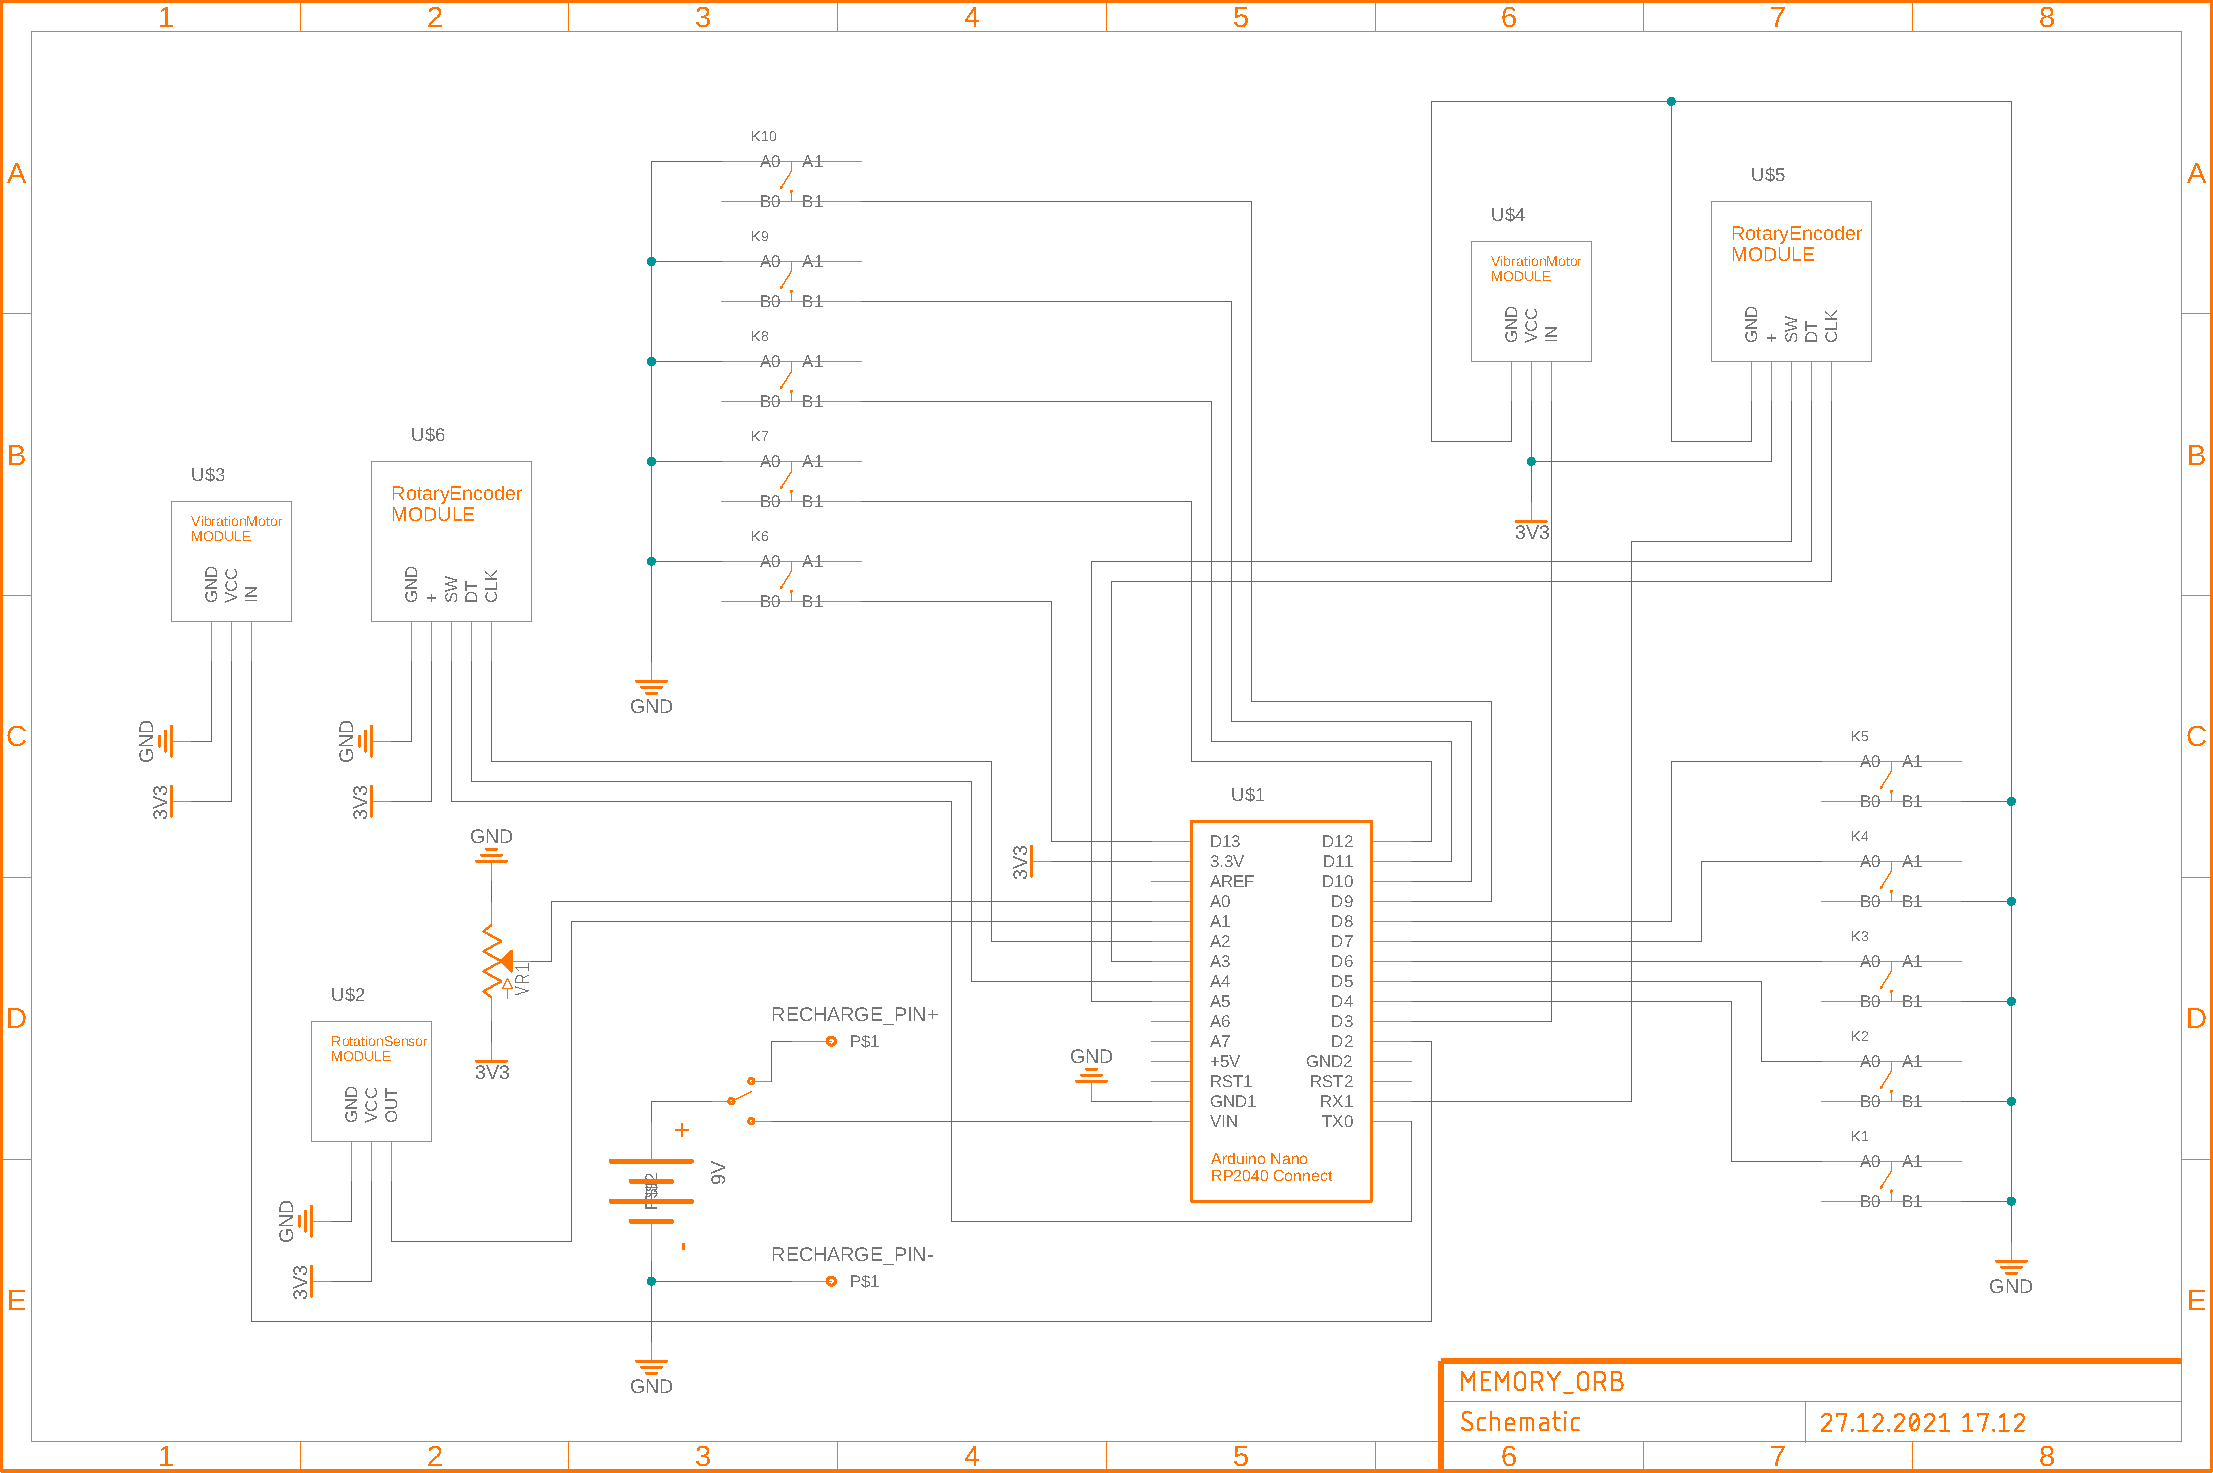 1 2 3 4 5 6 7 8
A A
B B
C C
D D
E E
K10
A0 A1
B0 B1
K9
A0 A1
B0 B1
K8
A0 A1
B0 B1
K7
A0 A1
B0 B1
K6
A0 A1
B0 B1
GND
U$4
VibrationMotor
MODULE
GND
VCC
IN
3V3
U$5
RotaryEncoder
MODULE
GND
+
SW
DT
CLK
U$3
VibrationMotor
MODULE
GND
VCC
IN
GND
3V3
U$6
RotaryEncoder
MODULE
GND
+
SW
DT
CLK
GND
3V3
GND
VR1
3V3
U$2
RotationSensor
MODULE
GND
VCC
OUT
GND
3V3
RECHARGE_PIN+
P$1
+
9V
-
RECHARGE_PIN-
P$1
GND
U$1
3V3
GND
D13 D12
3.3V D11
AREF D10
A0 D9
A1 D8
A2 D7
A3 D6
A4 D5
A5 D4
A6 D3
A7 D2
+5V GND2
RST1 RST2
GND1 RX1
VIN TX0
Arduino Nano
RP2040 Connect
K5
A0 A1
B0 B1
K4
A0 A1
B0 B1
K3
A0 A1
B0 B1
K2
A0 A1
B0 B1
K1
A0 A1
B0 B1
GND
MEMORY_ORB
Schematic 27.12.2021 17.12
1 2 3 4 5 6 7 8